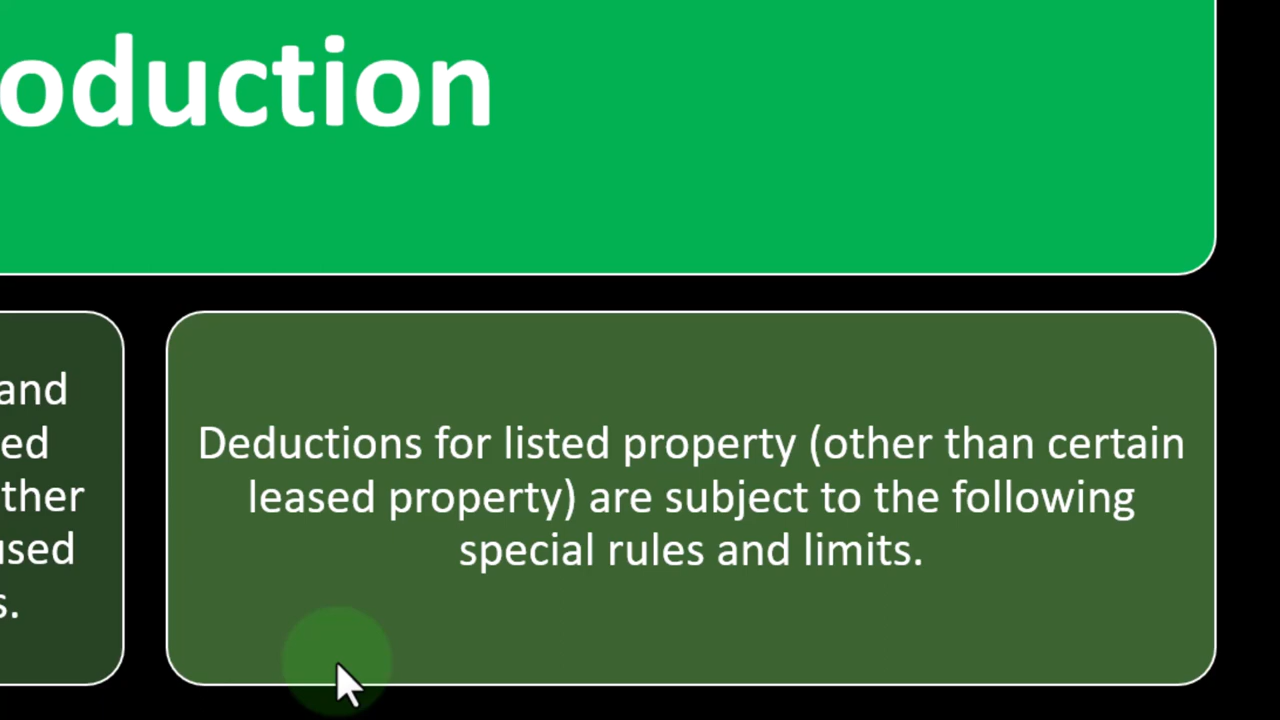 oduction
and
ed
ther
used
s.
Deductions for listed property (other than certain
leased property) are subject to the following
special rules and limits.